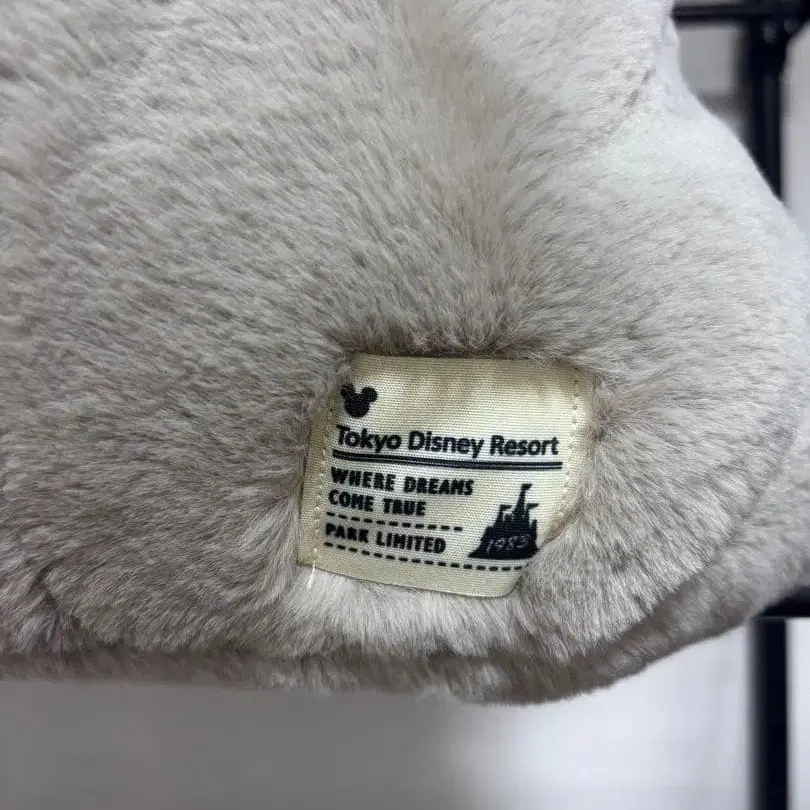 Tokyo Disney Resort
WHERE DREAMS
COME TRUE
PARK LIMITED
1983